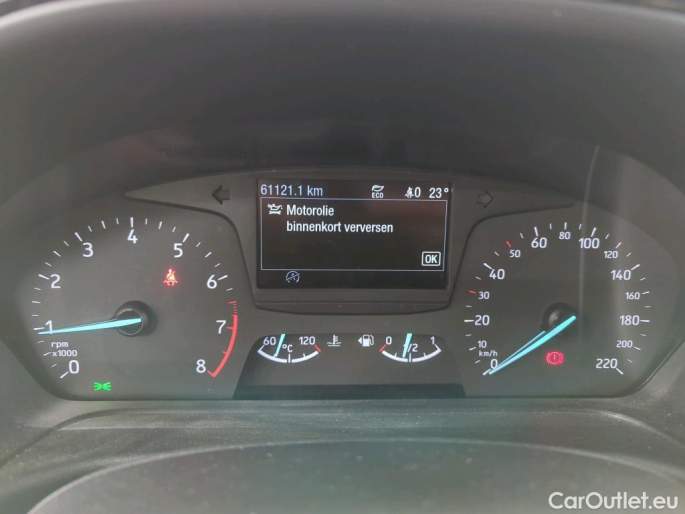 61121.1 km ECO 0 23°
Motorolie
binnenkort verversen
OK
0 1 2 3 4 5 6 7 8
rpm
x1000
60 °C 120
0 1/2 1
0 10 20 30 40 50 60 80 100 120 140 160 180 200 220
km/h
CarOutlet.eu